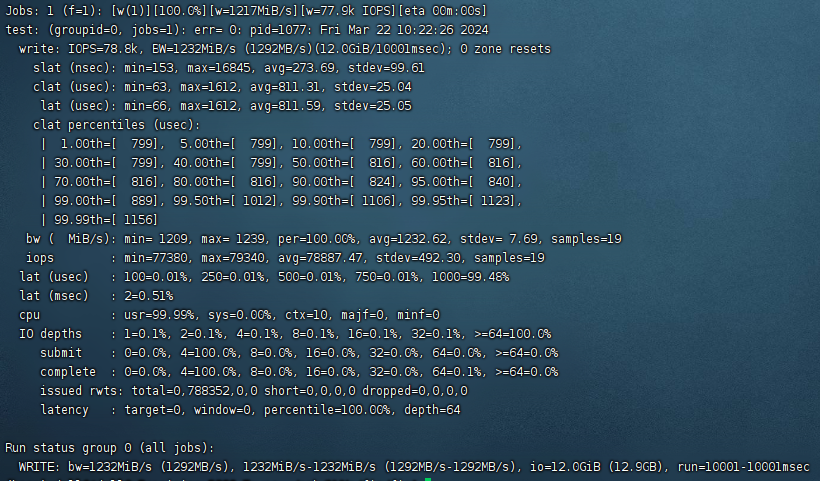 Jobs: 1 (f=1): [w(1)][100.0%][w=1217MiB/s][w=77.9k IOPS][eta 00m:00s]
test: (groupid=0, jobs=1): err= 0: pid=1077: Fri Mar 22 10:22:26 2024
  write: IOPS=78.8k, BW=1232MiB/s (1292MB/s)(12.0GiB/10001msec); 0 zone resets
    slat (nsec): min=153, max=16845, avg=273.69, stdev=99.61
    clat (usec): min=63, max=1612, avg=811.31, stdev=25.04
     lat (usec): min=66, max=1612, avg=811.59, stdev=25.05
    clat percentiles (usec):
     |  1.00th=[  799],  5.00th=[  799], 10.00th=[  799], 20.00th=[  799],
     | 30.00th=[  799], 40.00th=[  799], 50.00th=[  816], 60.00th=[  816],
     | 70.00th=[  816], 80.00th=[  816], 90.00th=[  824], 95.00th=[  840],
     | 99.00th=[  889], 99.50th=[ 1012], 99.90th=[ 1106], 99.95th=[ 1123],
     | 99.99th=[ 1156]
   bw (  MiB/s): min= 1209, max= 1239, per=100.00%, avg=1232.62, stdev= 7.69, samples=19
   iops        : min=77380, max=79340, avg=78887.47, stdev=492.30, samples=19
  lat (usec)   : 100=0.01%, 250=0.01%, 500=0.01%, 750=0.01%, 1000=99.48%
  lat (msec)   : 2=0.51%
  cpu          : usr=99.99%, sys=0.00%, ctx=10, majf=0, minf=0
  IO depths    : 1=0.1%, 2=0.1%, 4=0.1%, 8=0.1%, 16=0.1%, 32=0.1%, >=64=100.0%
     submit    : 0=0.0%, 4=100.0%, 8=0.0%, 16=0.0%, 32=0.0%, 64=0.0%, >=64=0.0%
     complete  : 0=0.0%, 4=100.0%, 8=0.0%, 16=0.0%, 32=0.0%, 64=0.1%, >=64=0.0%
     issued rwts: total=0,788352,0,0 short=0,0,0,0 dropped=0,0,0,0
     latency   : target=0, window=0, percentile=100.00%, depth=64
Run status group 0 (all jobs):
  WRITE: bw=1232MiB/s (1292MB/s), 1232MiB/s-1232MiB/s (1292MB/s-1292MB/s), io=12.0GiB (12.9GB), run=10001-10001msec